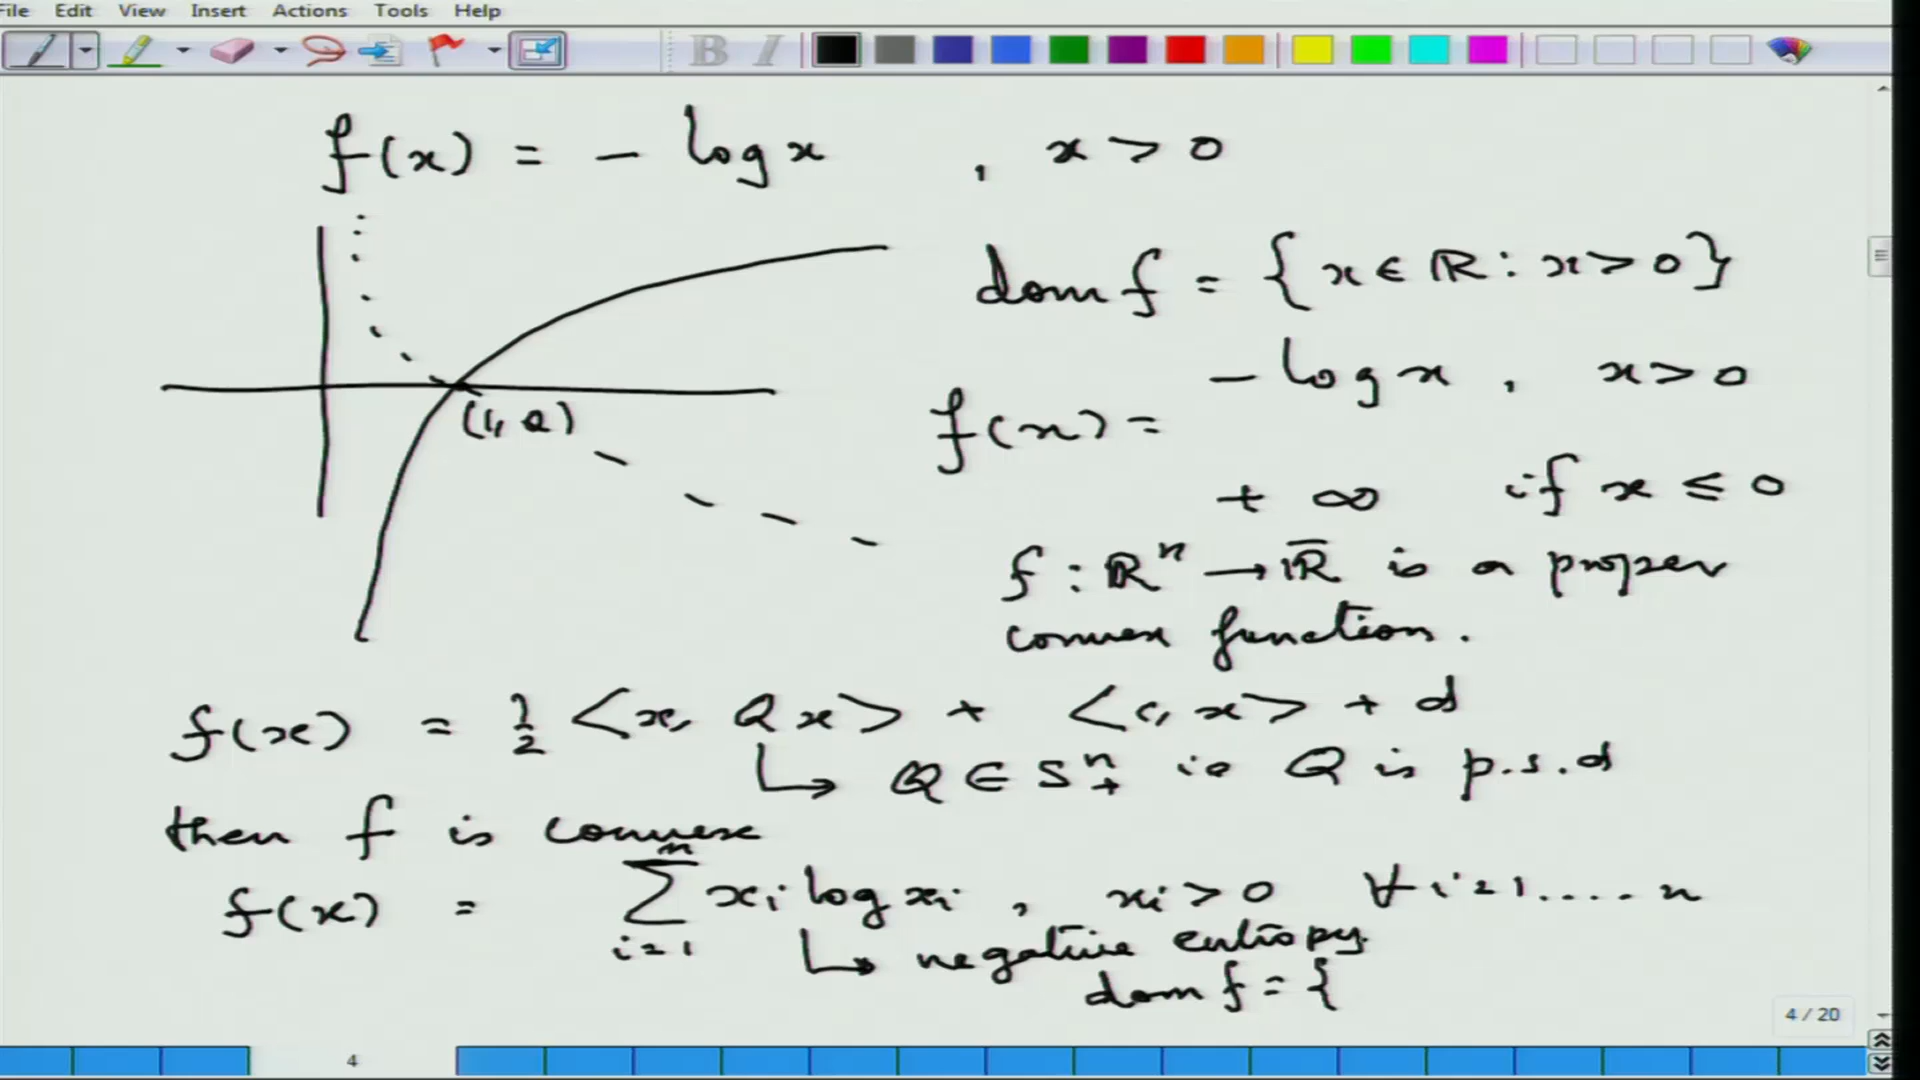 File Edit View Insert Actions Tools Help
B I
f(x) = - log x , x > 0
dom f = {x ∈ ℝ : x > 0}
(1, 0)
f(x) = - log x , x > 0
+ ∞ if x ≤ 0
f : ℝⁿ → ℝ̅ is a proper
convex function.
f(x) = 1/2 <x, Qx> + <c, x> + d
↳ Q ∈ S₊ⁿ ie Q is p.s.d
then f is convex
f(x) = ∑ᵢ₌₁ⁿ xᵢ log xᵢ , xᵢ > 0 ∀ i = 1 ..... n
↳ negative entropy.
dom f = {
4 / 20
4